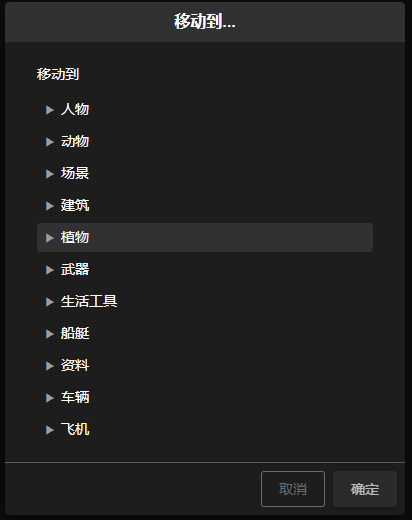 移动到...
移动到
人物
动物
场景
建筑
植物
武器
生活工具
船艇
资料
车辆
飞机
取消
确定